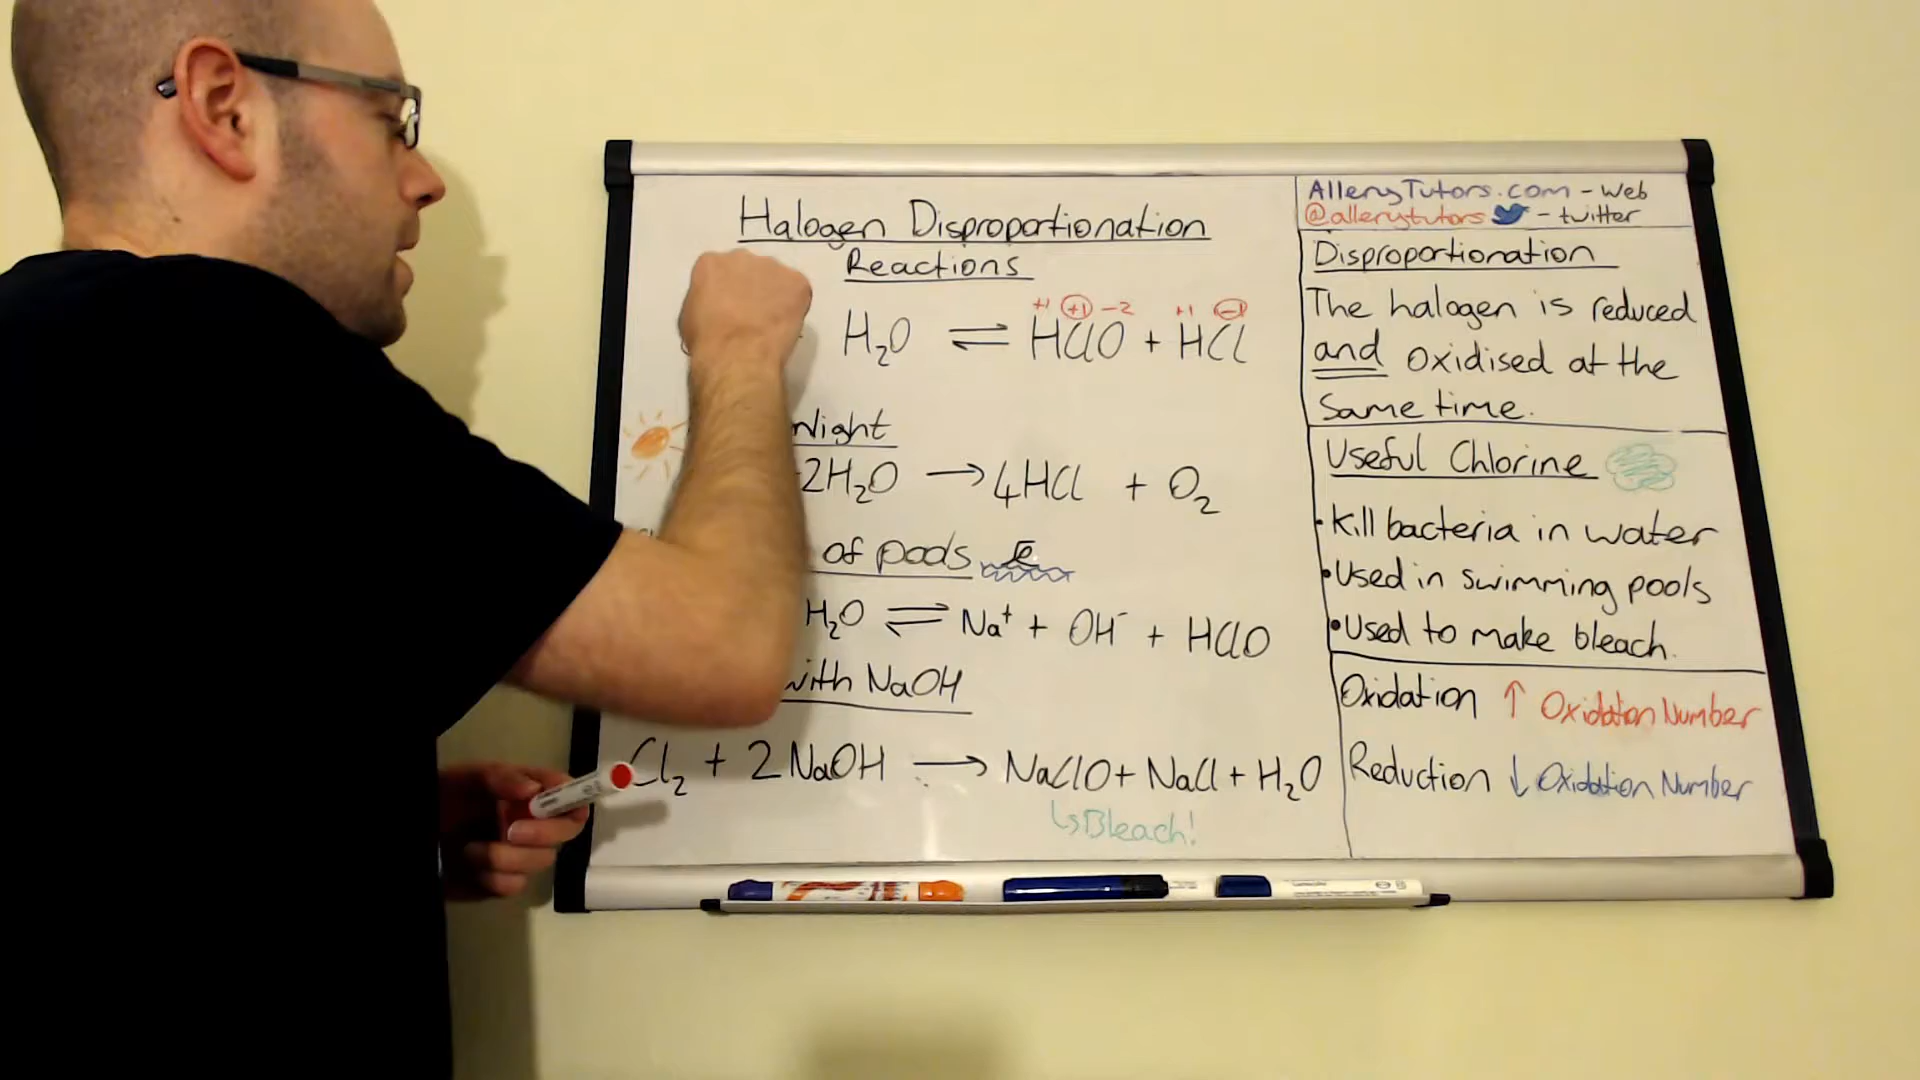 Halogen Disproportionation
Reactions
+1 +1 -2 +1 -1
H₂O ⇌ HClO + HCl
2H₂O → 4HCl + O₂
of pools
H₂O ⇌ Na⁺ + OH⁻ + HClO
with NaOH
Cl₂ + 2NaOH → NaClO + NaCl + H₂O
↳ Bleach!
AlleryTutors.com - Web
@allerytutors - twitter
Disproportionation
The halogen is reduced
and oxidised at the
same time.
Useful Chlorine
• Kill bacteria in water
• Used in swimming pools
• Used to make bleach.
Oxidation ↑ Oxidation Number
Reduction ↓ Oxidation Number